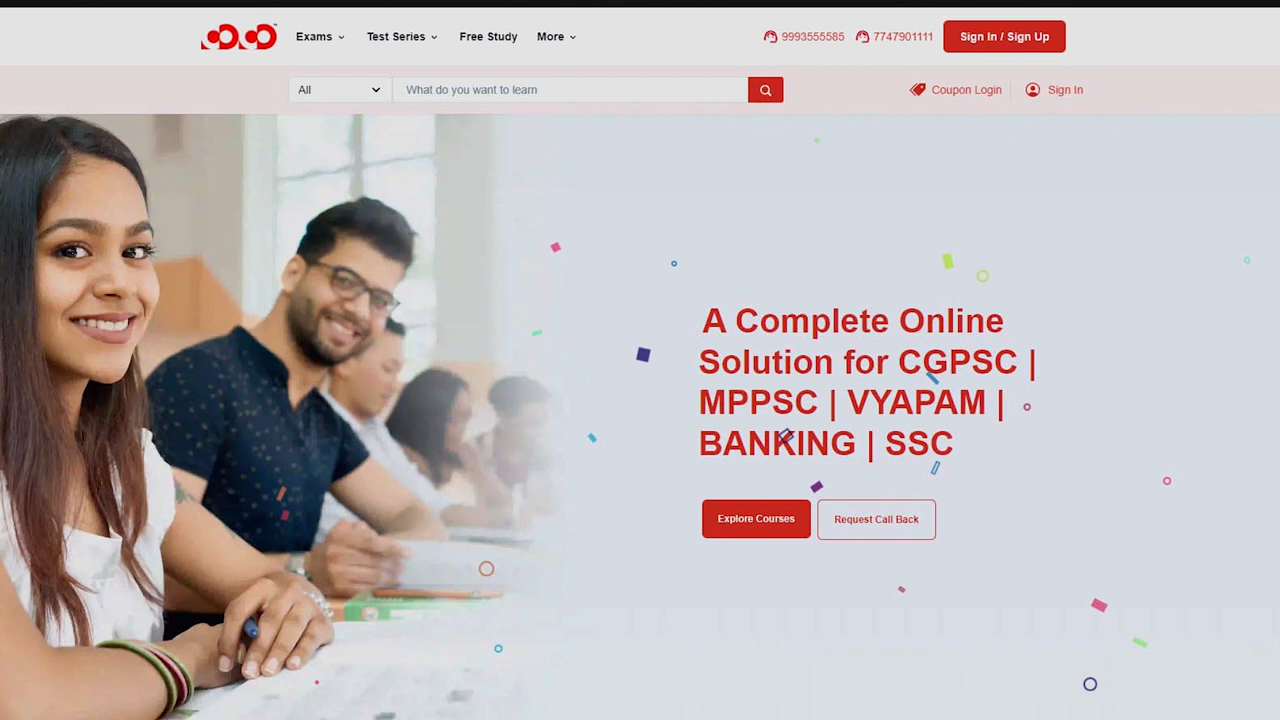 Exams Test Series Free Study More 9993555585 7747901111 Sign In / Sign Up
All What do you want to learn Coupon Login Sign In
A Complete Online
Solution for CGPSC |
MPPSC | VYAPAM |
BANKING | SSC
Explore Courses Request Call Back